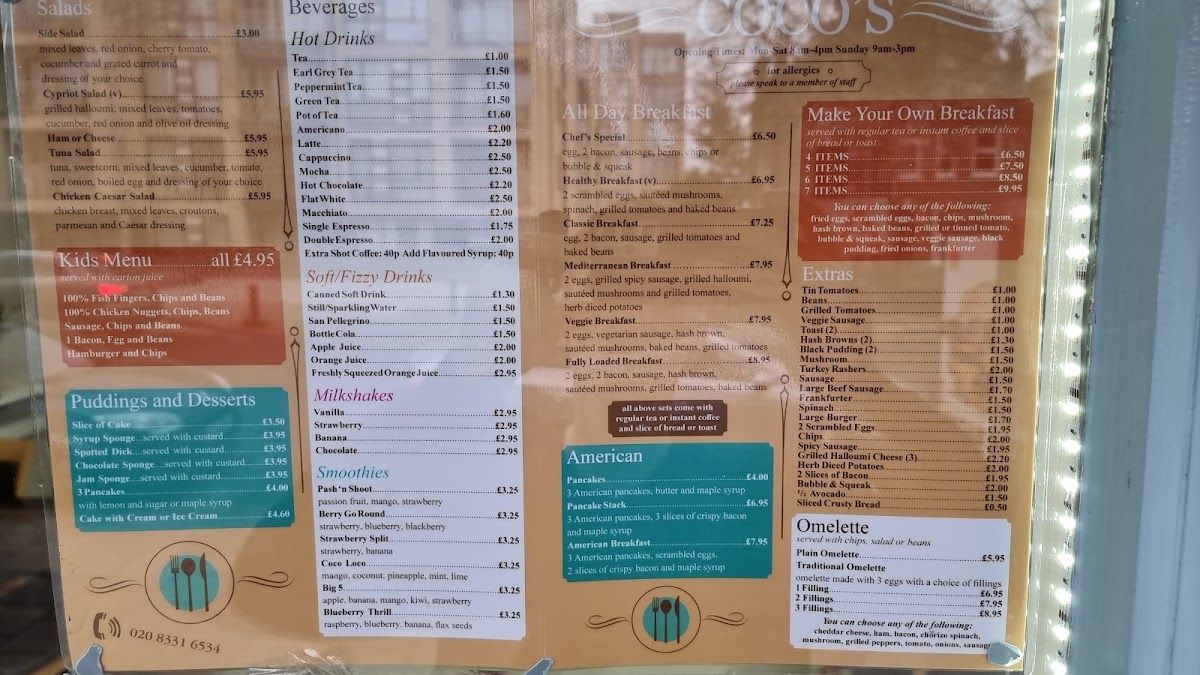 Salads
Side Salad £3.00
mixed leaves, red onion, cherry tomato,
cucumber and grated carrot and
dressing of your choice
Cypriot Salad (v) £5.95
grilled halloumi, mixed leaves, tomatoes,
cucumber, red onion and olive oil dressing
Ham or Cheese £5.95
Tuna Salad £5.95
tuna, sweetcorn, mixed leaves, cucumber, tomato,
red onion, boiled egg and dressing of your choice
Chicken Caesar Salad £5.95
chicken breast, mixed leaves, croutons,
parmesan and Caesar dressing
Kids Menu all £4.95
served with carton juice
100% Fish Fingers, Chips and Beans
100% Chicken Nuggets, Chips, Beans
Sausage, Chips and Beans
1 Bacon, Egg and Beans
Hamburger and Chips
Puddings and Desserts
Slice of Cake £3.50
Syrup Sponge...served with custard £3.95
Spotted Dick...served with custard £3.95
Chocolate Sponge....served with custard £3.95
Jam Sponge....served with custard £3.95
3 Pancakes £4.00
with lemon and sugar or maple syrup
Cake with Cream or Ice Cream £4.60
020 8331 6534
Beverages
Hot Drinks
Tea £1.00
Earl Grey Tea £1.50
Peppermint Tea £1.50
Green Tea £1.50
Pot of Tea £1.60
Americano £2.00
Latte £2.20
Cappuccino £2.50
Mocha £2.50
Hot Chocolate £2.20
Flat White £2.50
Macchiato £2.00
Single Espresso £1.75
Double Espresso £2.00
Extra Shot Coffee: 40p Add Flavoured Syrup: 40p
Soft/Fizzy Drinks
Canned Soft Drink £1.30
Still/Sparkling Water £1.50
San Pellegrino £1.50
Bottle Cola £1.50
Apple Juice £2.00
Orange Juice £2.00
Freshly Squeezed Orange Juice £2.95
Milkshakes
Vanilla £2.95
Strawberry £2.95
Banana £2.95
Chocolate £2.95
Smoothies
Pash 'n Shoot £3.25
passion fruit, mango, strawberry
Berry Go Round £3.25
strawberry, blueberry, blackberry
Strawberry Split £3.25
strawberry, banana
Coco Loco £3.25
mango, coconut, pineapple, mint, lime
Big 5 £3.25
apple, banana, mango, kiwi, strawberry
Blueberry Thrill £3.25
raspberry, blueberry, banana, flax seeds
COCO'S
Opening Times: Mon-Sat 8am-4pm Sunday 9am-3pm
for allergies
please speak to a member of staff
All Day Breakfast
Chef's Special £6.50
egg, 2 bacon, sausage, beans, chips or
bubble & squeak
Healthy Breakfast (v) £6.95
2 scrambled eggs, sautéed mushrooms,
spinach, grilled tomatoes and baked beans
Classic Breakfast £7.25
egg, 2 bacon, sausage, grilled tomatoes and
baked beans
Mediterranean Breakfast £7.95
2 eggs, grilled spicy sausage, grilled halloumi,
sautéed mushrooms and grilled tomatoes,
herb diced potatoes
Veggie Breakfast £7.95
2 eggs, vegetarian sausage, hash brown,
sautéed mushrooms, baked beans, grilled tomatoes
Fully Loaded Breakfast £8.95
2 eggs, 2 bacon, sausage, hash brown,
sautéed mushrooms, grilled tomatoes, baked beans
all above sets come with
regular tea or instant coffee
and slice of bread or toast
American
Pancakes £4.00
3 American pancakes, butter and maple syrup
Pancake Stack £6.95
3 American pancakes, 3 slices of crispy bacon
and maple syrup
American Breakfast £7.95
3 American pancakes, scrambled eggs,
2 slices of crispy bacon and maple syrup
Make Your Own Breakfast
served with regular tea or instant coffee and slice
of bread or toast
4 ITEMS £6.50
5 ITEMS £7.50
6 ITEMS £8.50
7 ITEMS £9.95
You can choose any of the following:
fried eggs, scrambled eggs, bacon, chips, mushroom,
hash brown, baked beans, grilled or tinned tomato,
bubble & squeak, sausage, veggie sausage, black
pudding, fried onions, frankfurter
Extras
Tin Tomatoes £1.00
Beans £1.00
Grilled Tomatoes £1.00
Veggie Sausage £1.00
Toast (2) £1.00
Hash Browns (2) £1.30
Black Pudding (2) £1.50
Mushroom £1.50
Turkey Rashers £2.00
Sausage £1.50
Large Beef Sausage £1.70
Frankfurter £1.50
Spinach £1.50
Large Burger £1.70
2 Scrambled Eggs £1.95
Chips £2.00
Spicy Sausage £1.95
Grilled Halloumi Cheese (3) £2.20
Herb Diced Potatoes £2.00
2 Slices of Bacon £1.95
Bubble & Squeak £2.00
½ Avocado £1.50
Sliced Crusty Bread £0.50
Omelette
served with chips, salad or beans
Plain Omelette £5.95
Traditional Omelette
omelette made with 3 eggs with a choice of fillings
1 Filling £6.95
2 Fillings £7.95
3 Fillings £8.95
You can choose any of the following:
cheddar cheese, ham, bacon, chorizo spinach,
mushroom, grilled peppers, tomato, onions, sausage